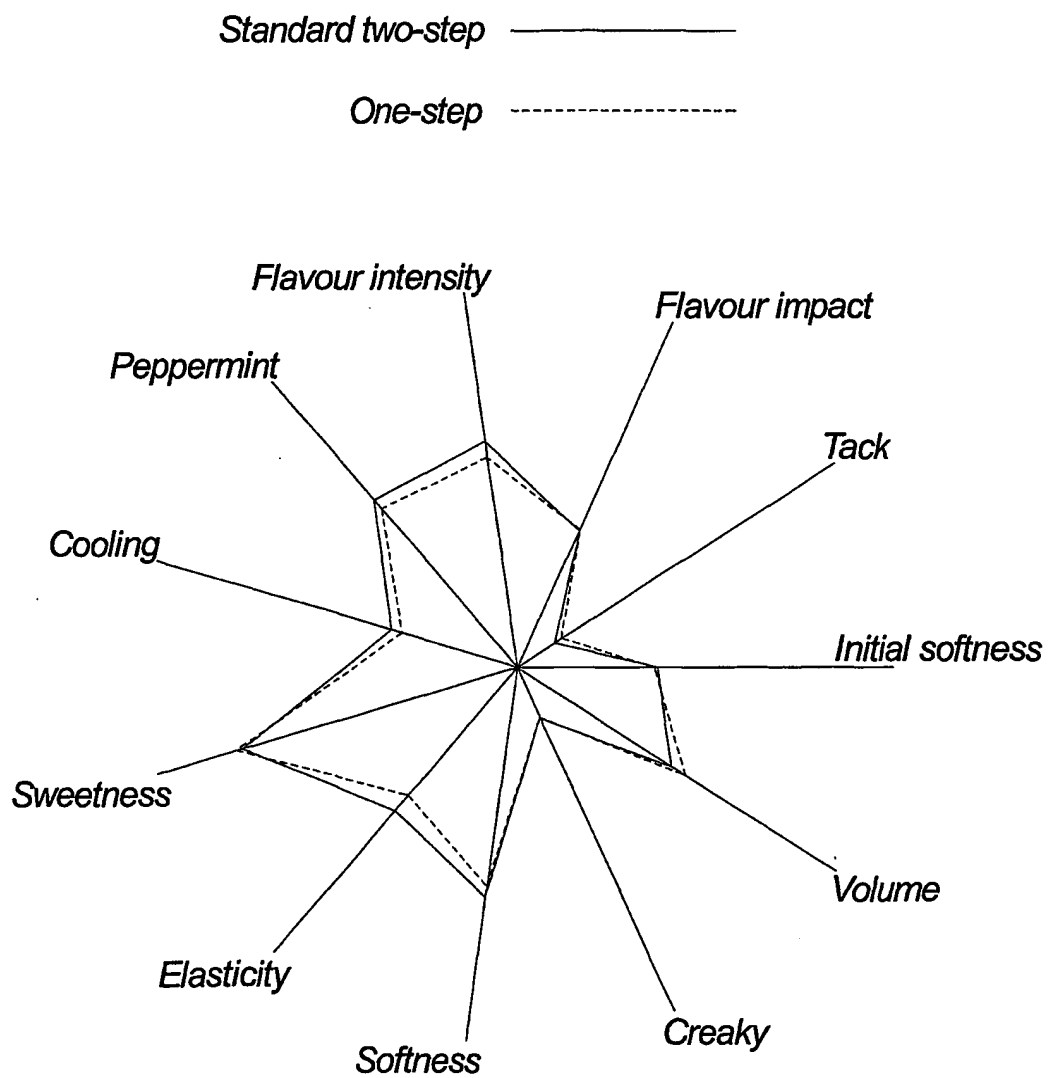 Standard two-step
One-step
Flavour intensity
Flavour impact
Peppermint
Tack
Cooling
Initial softness
Sweetness
Volume
Elasticity
Creaky
Softness